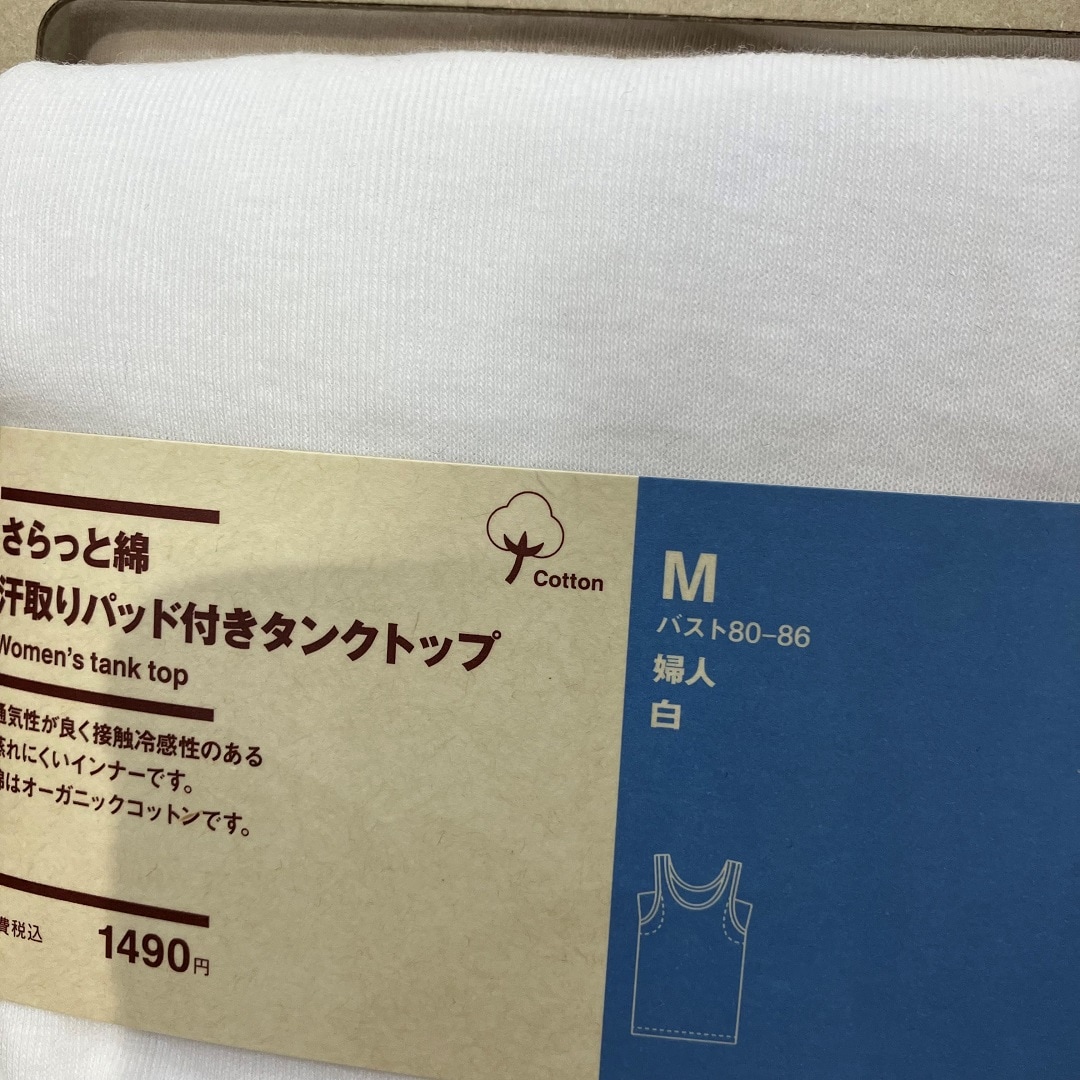 さらっと綿
汗取りパッド付きタンクトップ
Women's tank top
通気性が良く接触冷感性のある
蒸れにくいインナーです。
綿はオーガニックコットンです。
費税込 1490円
Cotton
M
バスト80–86
婦人
白